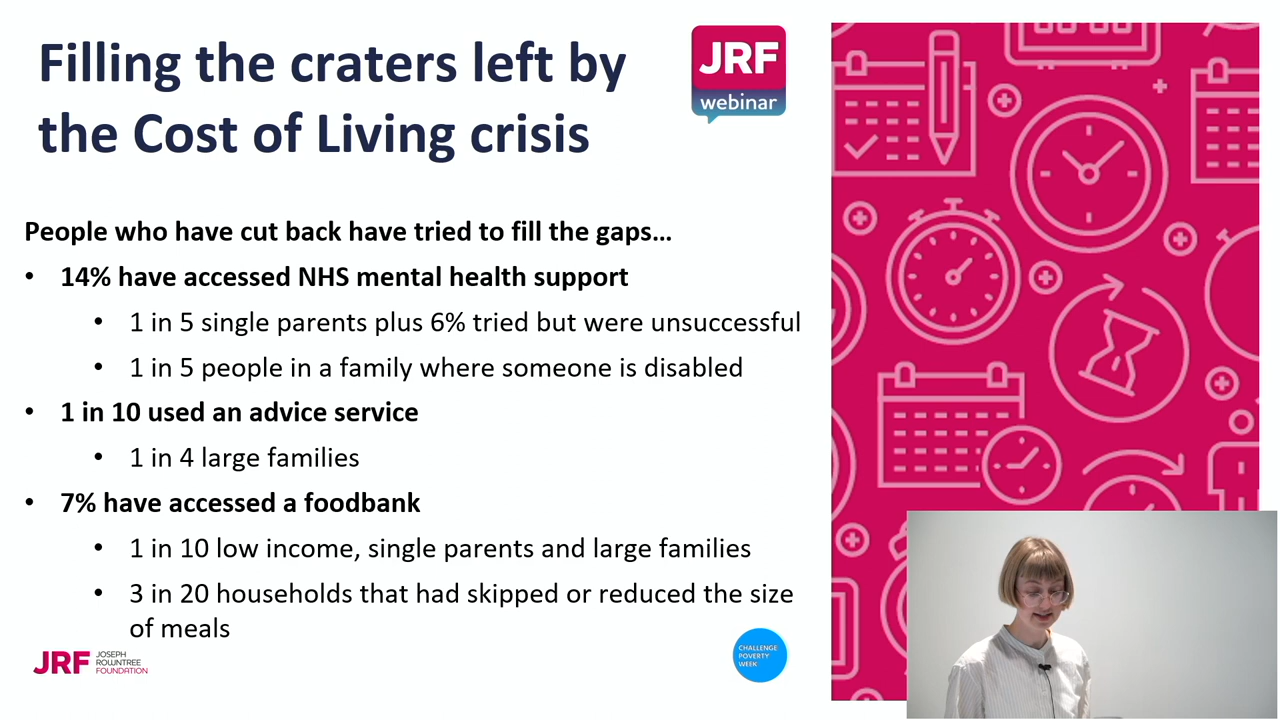 Filling the craters left by
the Cost of Living crisis
JRF
webinar
People who have cut back have tried to fill the gaps...
• 14% have accessed NHS mental health support
• 1 in 5 single parents plus 6% tried but were unsuccessful
• 1 in 5 people in a family where someone is disabled
• 1 in 10 used an advice service
• 1 in 4 large families
• 7% have accessed a foodbank
• 1 in 10 low income, single parents and large families
• 3 in 20 households that had skipped or reduced the size
of meals
JRF
JOSEPH
ROWNTREE
FOUNDATION
CHALLENGE
POVERTY
WEEK